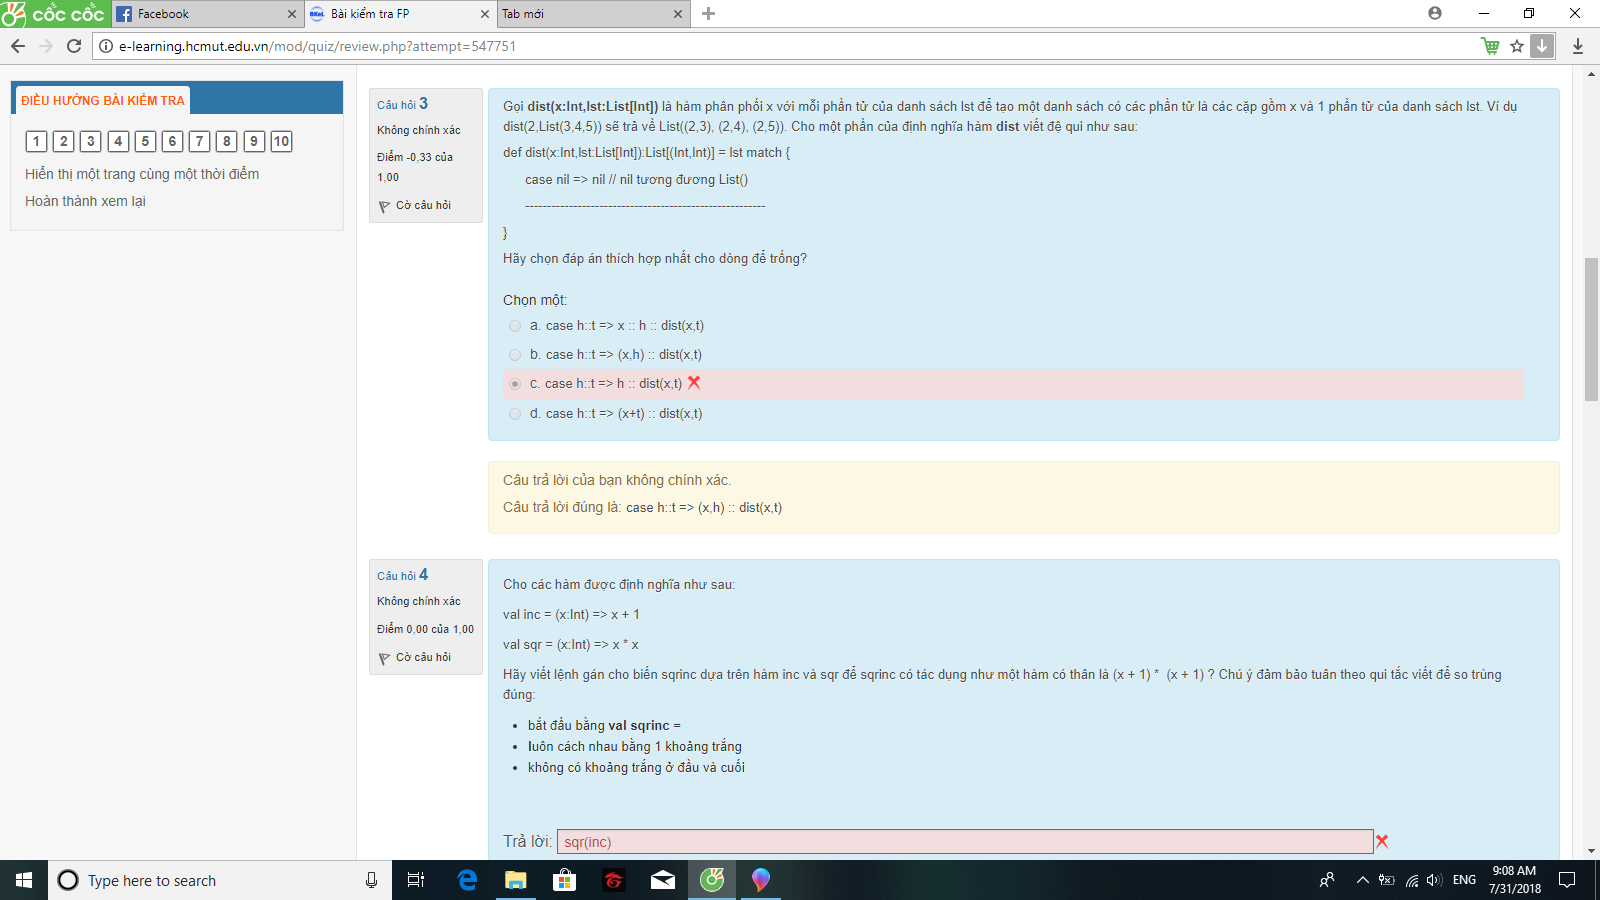 cốc cốc
Facebook
Bài kiểm tra FP
Tab mới
e-learning.hcmut.edu.vn/mod/quiz/review.php?attempt=547751
ĐIỀU HƯỚNG BÀI KIỂM TRA
1 2 3 4 5 6 7 8 9 10
Hiển thị một trang cùng một thời điểm
Hoàn thành xem lại
Câu hỏi 3
Không chính xác
Điểm -0,33 của
1,00
Cờ câu hỏi
Gọi dist(x:Int,lst:List[Int]) là hàm phân phối x với mỗi phần tử của danh sách lst để tạo một danh sách có các phần tử là các cặp gồm x và 1 phần tử của danh sách lst. Ví dụ
dist(2,List(3,4,5)) sẽ trả về List((2,3), (2,4), (2,5)). Cho một phần của định nghĩa hàm dist viết đệ qui như sau:
def dist(x:Int,lst:List[Int]):List[(Int,Int)] = lst match {
case nil => nil // nil tương đương List()
-------------------------------------------------------
}
Hãy chọn đáp án thích hợp nhất cho dòng để trống?
Chọn một:
a. case h::t => x :: h :: dist(x,t)
b. case h::t => (x,h) :: dist(x,t)
c. case h::t => h :: dist(x,t)
d. case h::t => (x+t) :: dist(x,t)
Câu trả lời của bạn không chính xác.
Câu trả lời đúng là: case h::t => (x,h) :: dist(x,t)
Câu hỏi 4
Không chính xác
Điểm 0,00 của 1,00
Cờ câu hỏi
Cho các hàm được định nghĩa như sau:
val inc = (x:Int) => x + 1
val sqr = (x:Int) => x * x
Hãy viết lệnh gán cho biến sqrinc dựa trên hàm inc và sqr để sqrinc có tác dụng như một hàm có thân là (x + 1) * (x + 1) ? Chú ý đảm bảo tuân theo qui tắc viết để so trùng
đúng:
bắt đầu bằng val sqrinc =
luôn cách nhau bằng 1 khoảng trắng
không có khoảng trắng ở đầu và cuối
Trả lời: sqr(inc)
Type here to search
ENG
9:08 AM
7/31/2018